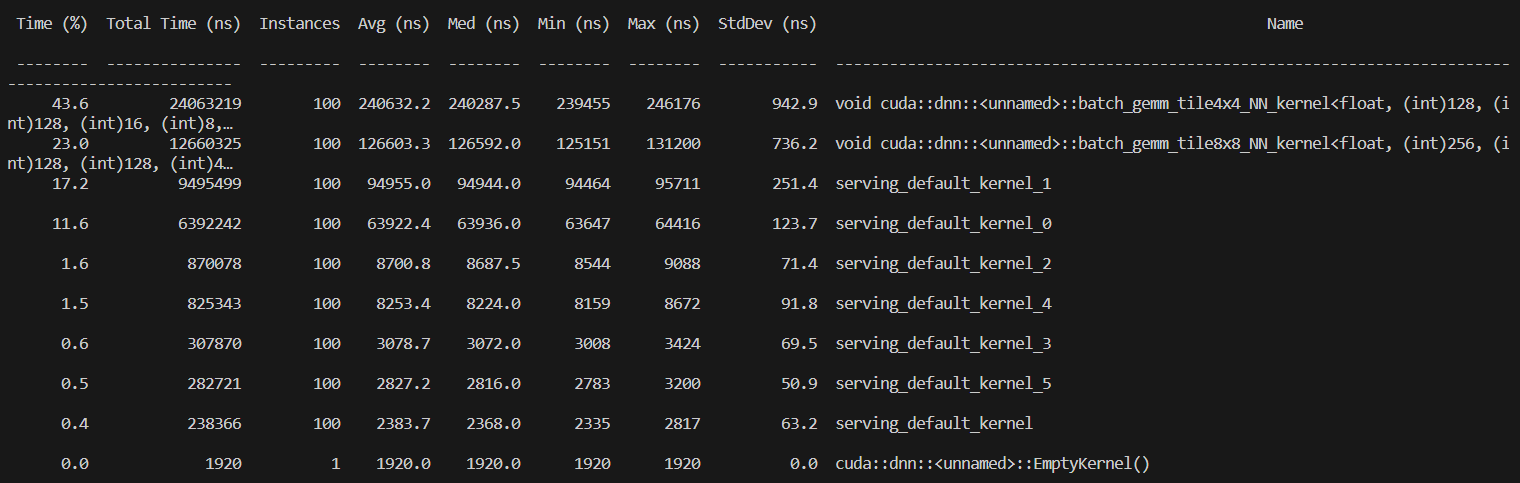 Time (%)  Total Time (ns)  Instances  Avg (ns)  Med (ns)  Min (ns)  Max (ns)  StdDev (ns)  Name
--------  ---------------  ---------  --------  --------  --------  --------  -----------  ---------------------------------------------------------------------------
-------------------------
43.6  24063219  100  240632.2  240287.5  239455  246176  942.9  void cuda::dnn::<unnamed>::batch_gemm_tile4x4_NN_kernel<float, (int)128, (i
nt)128, (int)16, (int)8,…
23.0  12660325  100  126603.3  126592.0  125151  131200  736.2  void cuda::dnn::<unnamed>::batch_gemm_tile8x8_NN_kernel<float, (int)256, (i
nt)128, (int)128, (int)4…
17.2  9495499  100  94955.0  94944.0  94464  95711  251.4  serving_default_kernel_1
11.6  6392242  100  63922.4  63936.0  63647  64416  123.7  serving_default_kernel_0
1.6  870078  100  8700.8  8687.5  8544  9088  71.4  serving_default_kernel_2
1.5  825343  100  8253.4  8224.0  8159  8672  91.8  serving_default_kernel_4
0.6  307870  100  3078.7  3072.0  3008  3424  69.5  serving_default_kernel_3
0.5  282721  100  2827.2  2816.0  2783  3200  50.9  serving_default_kernel_5
0.4  238366  100  2383.7  2368.0  2335  2817  63.2  serving_default_kernel
0.0  1920  1  1920.0  1920.0  1920  1920  0.0  cuda::dnn::<unnamed>::EmptyKernel()